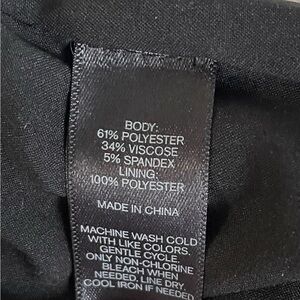 BODY:
61% POLYESTER
34% VISCOSE
5% SPANDEX
LINING:
100% POLYESTER
MADE IN CHINA
MACHINE WASH COLD
WITH LIKE COLORS.
GENTLE CYCLE.
ONLY NON-CHLORINE
BLEACH WHEN
NEEDED. LINE DRY.
COOL IRON IF NEEDED